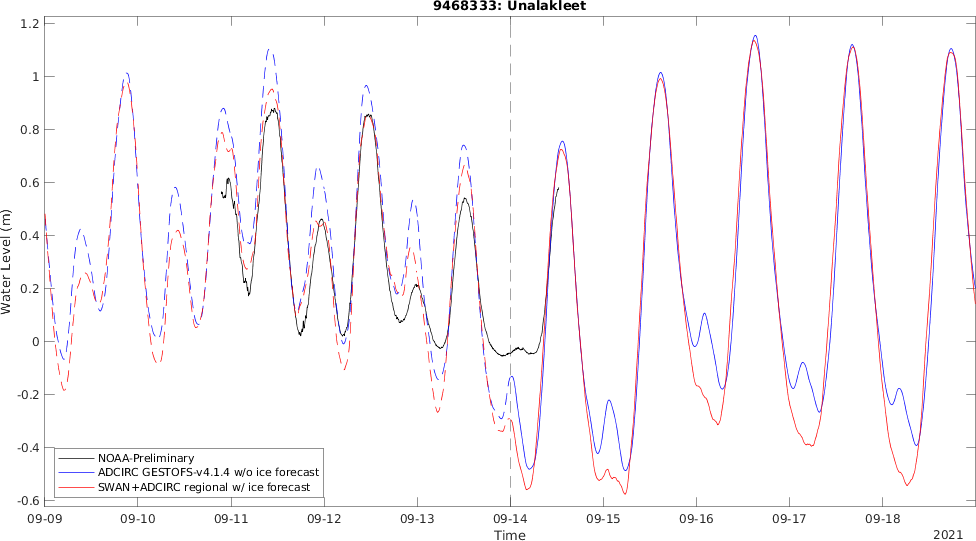 9468333: Unalakleet
1.2
1
0.8
0.6
0.4
0.2
0
-0.2
-0.4
-0.6
Water Level (m)
NOAA-Preliminary
ADCIRC GESTOFS-v4.1.4 w/o ice forecast
SWAN+ADCIRC regional w/ ice forecast
09-09 09-10 09-11 09-12 09-13 09-14 09-15 09-16 09-17 09-18
Time
2021